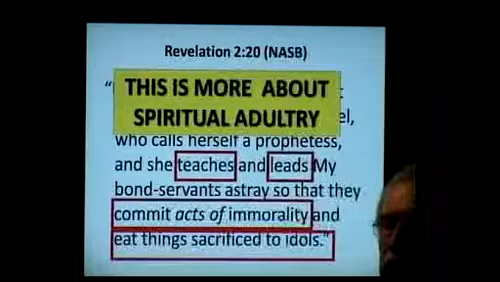 Revelation 2:20 (NASB)
“
THIS IS MORE ABOUT
SPIRITUAL ADULTRY
el,
who calls herself a prophetess,
and she teaches and leads My
bond-servants astray so that they
commit acts of immorality and
eat things sacrificed to idols.”